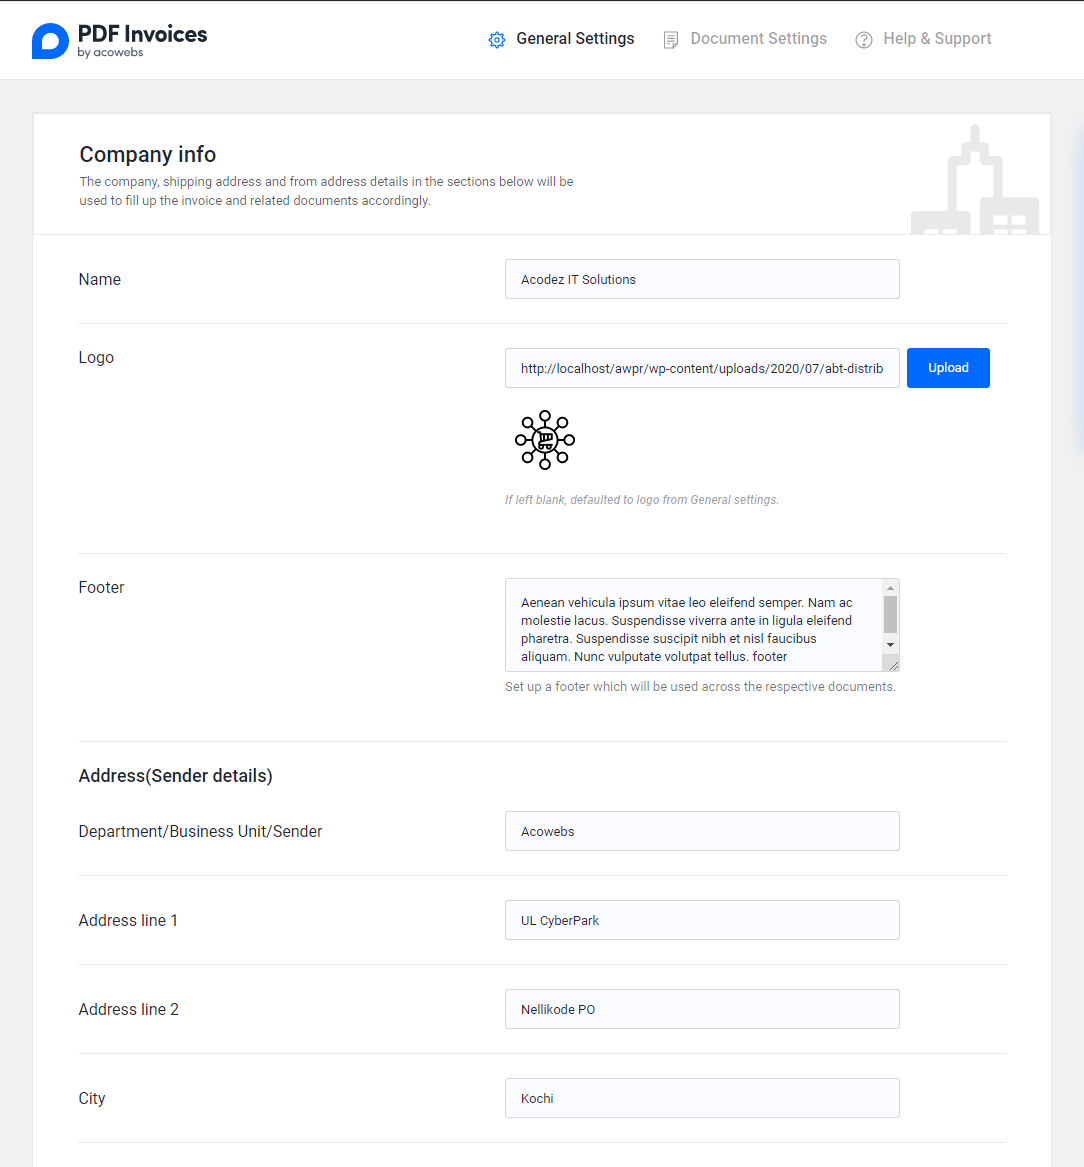 PDF Invoices
by acowebs
General Settings
Document Settings
Help & Support
Company info
The company, shipping address and from address details in the sections below will be
used to fill up the invoice and related documents accordingly.
Name
Acodez IT Solutions
Logo
http://localhost/awpr/wp-content/uploads/2020/07/abt-distrib
Upload
If left blank, defaulted to logo from General settings.
Footer
Aenean vehicula ipsum vitae leo eleifend semper. Nam ac
molestie lacus. Suspendisse viverra ante in ligula eleifend
pharetra. Suspendisse suscipit nibh et nisl faucibus
aliquam. Nunc vulputate volutpat tellus. footer
Set up a footer which will be used across the respective documents.
Address(Sender details)
Department/Business Unit/Sender
Acowebs
Address line 1
UL CyberPark
Address line 2
Nellikode PO
City
Kochi